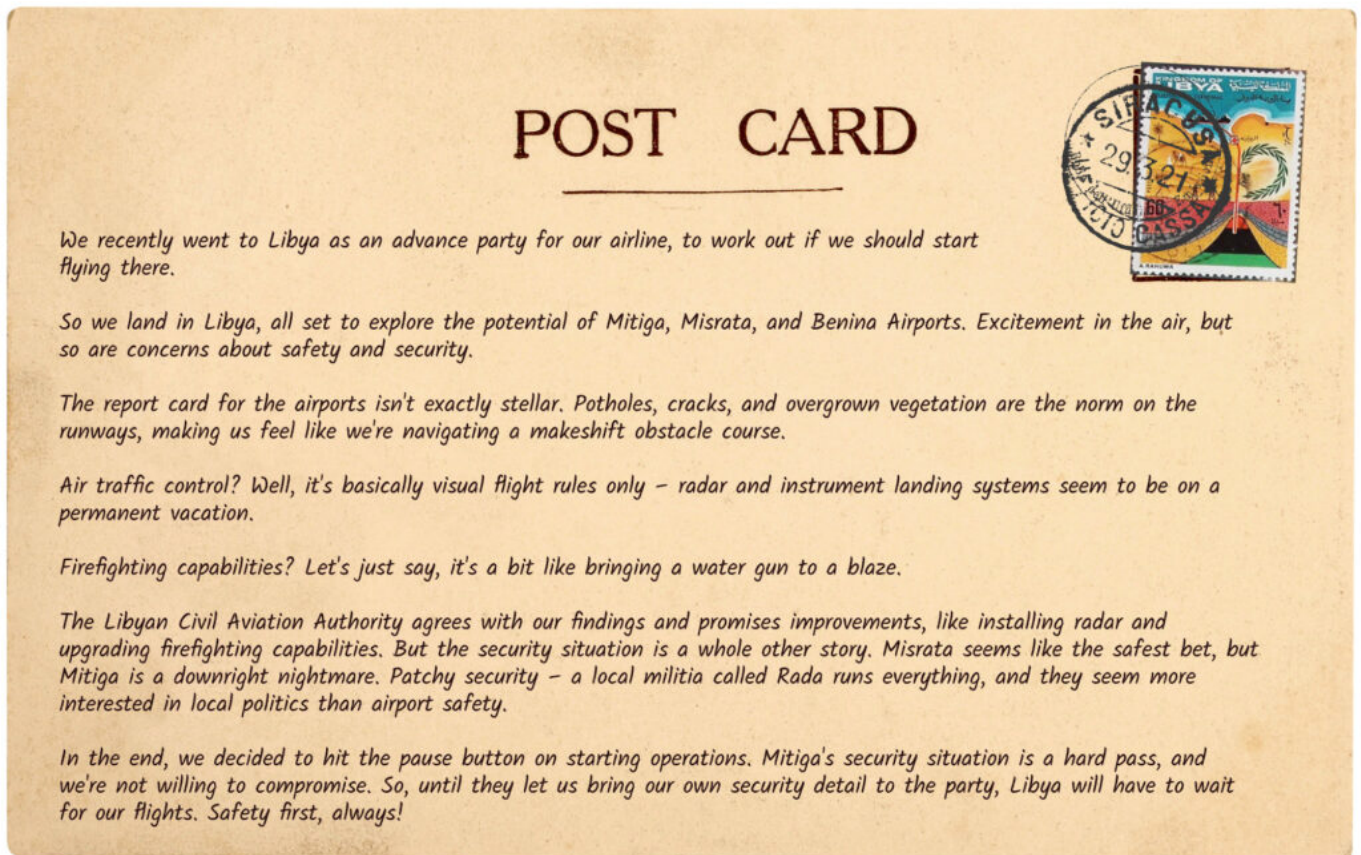 POST CARD
KINGDOM OF
LIBYA
SIRACUSA
29.3.21
60
CASSA
A.RAHUMA
We recently went to Libya as an advance party for our airline, to work out if we should start
flying there.
So we land in Libya, all set to explore the potential of Mitiga, Misrata, and Benina Airports. Excitement in the air, but
so are concerns about safety and security.
The report card for the airports isn't exactly stellar. Potholes, cracks, and overgrown vegetation are the norm on the
runways, making us feel like we're navigating a makeshift obstacle course.
Air traffic control? Well, it's basically visual flight rules only – radar and instrument landing systems seem to be on a
permanent vacation.
Firefighting capabilities? Let's just say, it's a bit like bringing a water gun to a blaze.
The Libyan Civil Aviation Authority agrees with our findings and promises improvements, like installing radar and
upgrading firefighting capabilities. But the security situation is a whole other story. Misrata seems like the safest bet, but
Mitiga is a downright nightmare. Patchy security – a local militia called Rada runs everything, and they seem more
interested in local politics than airport safety.
In the end, we decided to hit the pause button on starting operations. Mitiga's security situation is a hard pass, and
we're not willing to compromise. So, until they let us bring our own security detail to the party, Libya will have to wait
for our flights. Safety first, always!